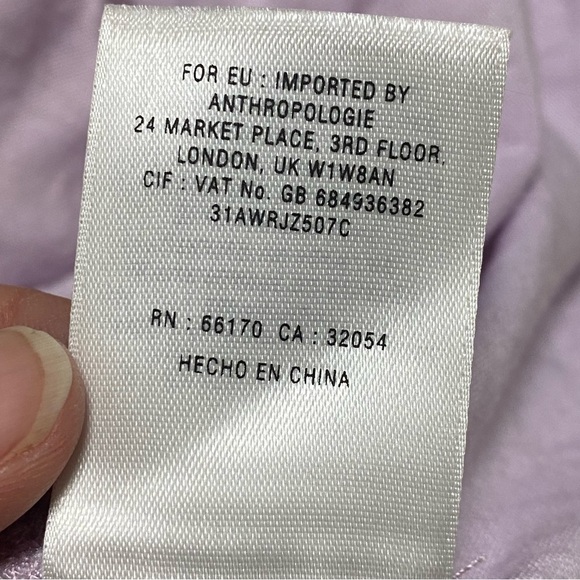 FOR EU : IMPORTED BY
ANTHROPOLOGIE
24 MARKET PLACE, 3RD FLOOR.
LONDON, UK W1W8AN
CIF : VAT No. GB 684936382
31AWRJZ507C
RN : 66170 CA : 32054
HECHO EN CHINA